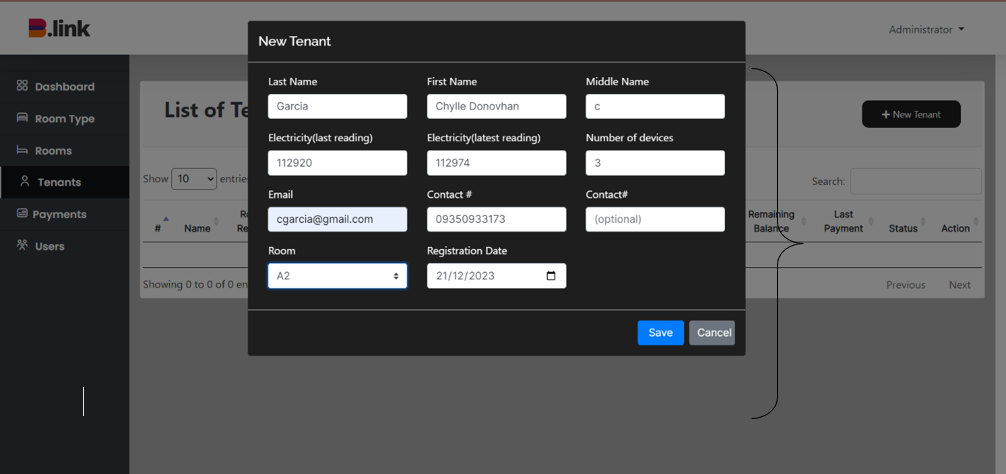 B.link
Administrator
New Tenant
Last Name First Name Middle Name
Garcia Chylle Donovhan c
Electricity(last reading) Electricity(latest reading) Number of devices
112920 112974 3
Email Contact # Contact#
cgarcia@gmail.com 09350933173 (optional)
Room Registration Date
A2 21/12/2023
Save Cancel
Dashboard
Room Type
Rooms
Tenants
Payments
Users
List of Te
+ New Tenant
Show 10 entries
Search:
# Name Remaining Balance Last Payment Status Action
Showing 0 to 0 of 0 en
Previous Next